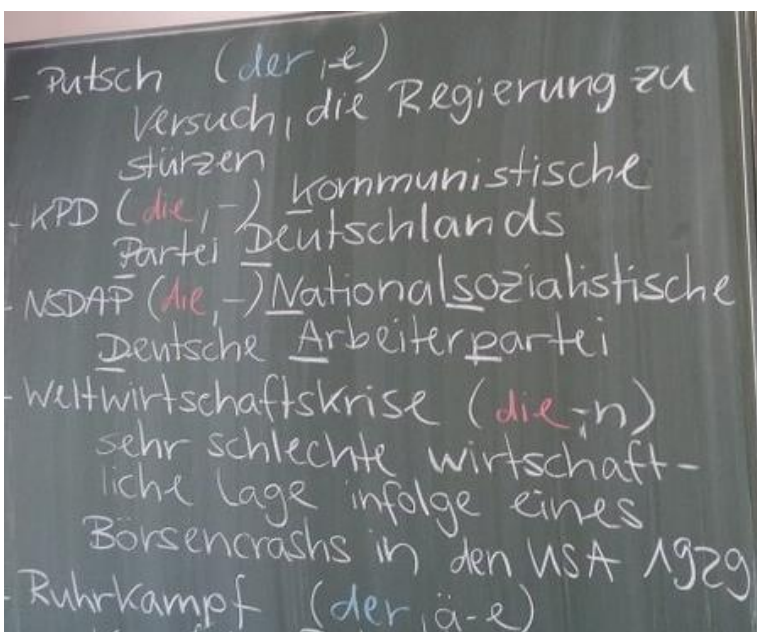 - Putsch (der, -e)
Versuch, die Regierung zu
stürzen
- KPD (die, -) Kommunistische
Partei Deutschlands
- NSDAP (die, -) Nationalsozialistische
Deutsche Arbeiterpartei
- Weltwirtschaftskrise (die, -n)
sehr schlechte wirtschaft-
liche Lage infolge eines
Börsencrashs in den USA 1929
- Ruhrkampf (der, ä-e)